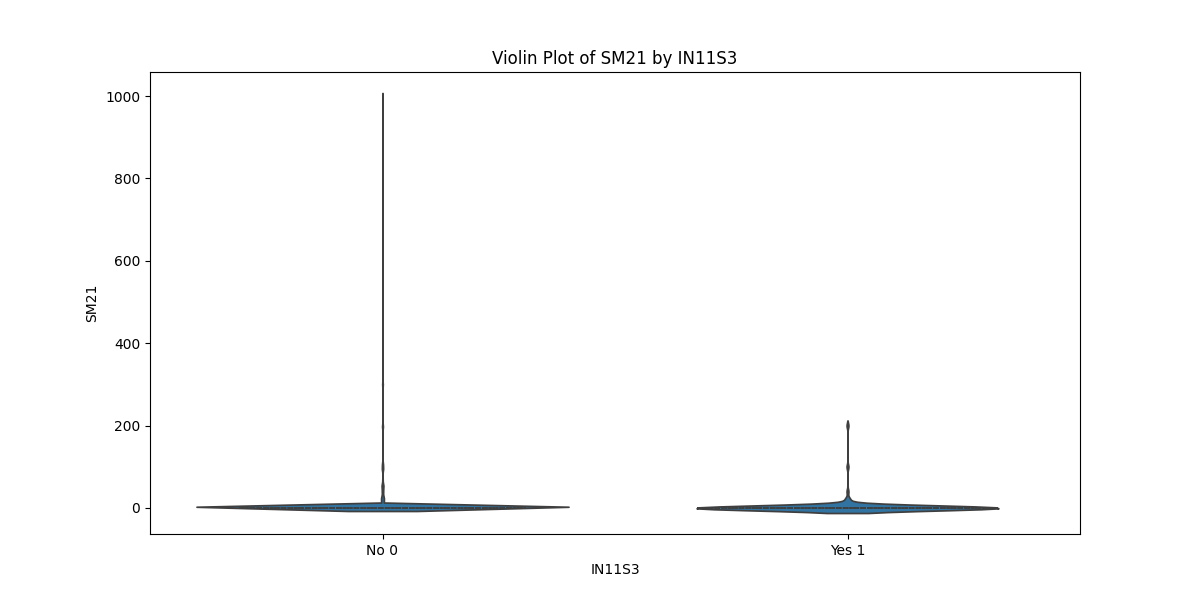 Violin Plot of SM21 by IN11S3
1000
800
600
400
200
0
SM21
No 0
Yes 1
IN11S3